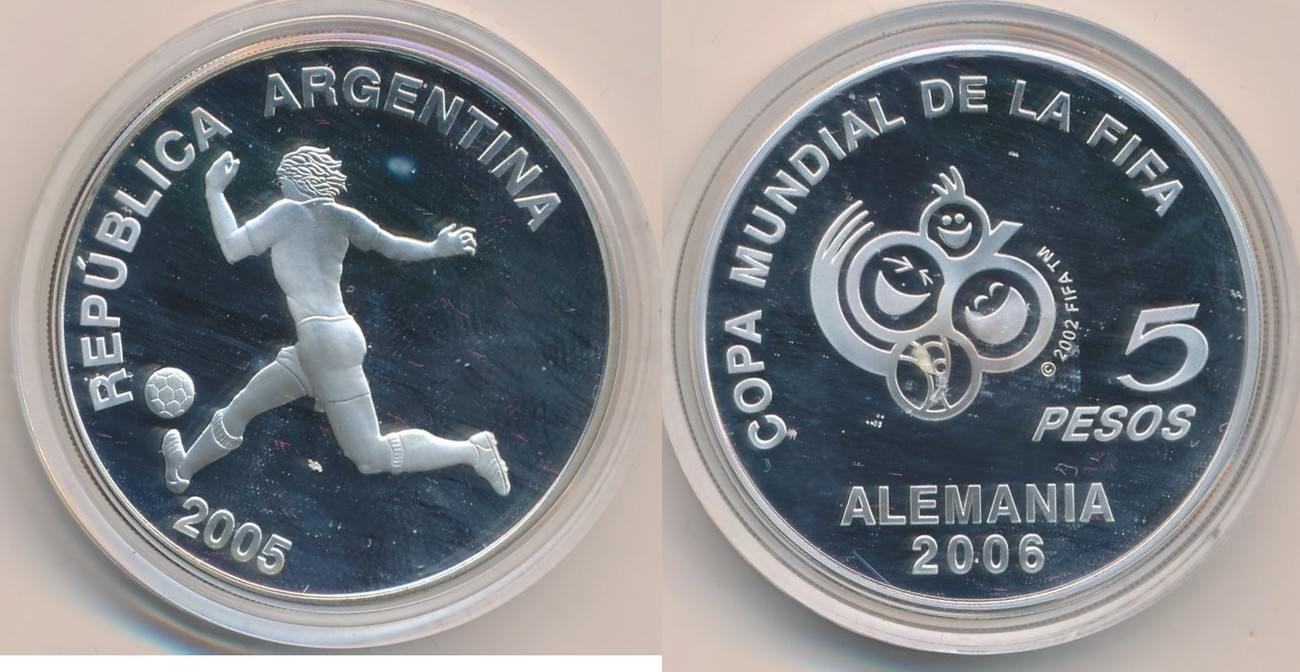 REPÚBLICA ARGENTINA
2005
COPA MUNDIAL DE LA FIFA
© 2002 FIFA TM
5
PESOS
ALEMANIA
2006